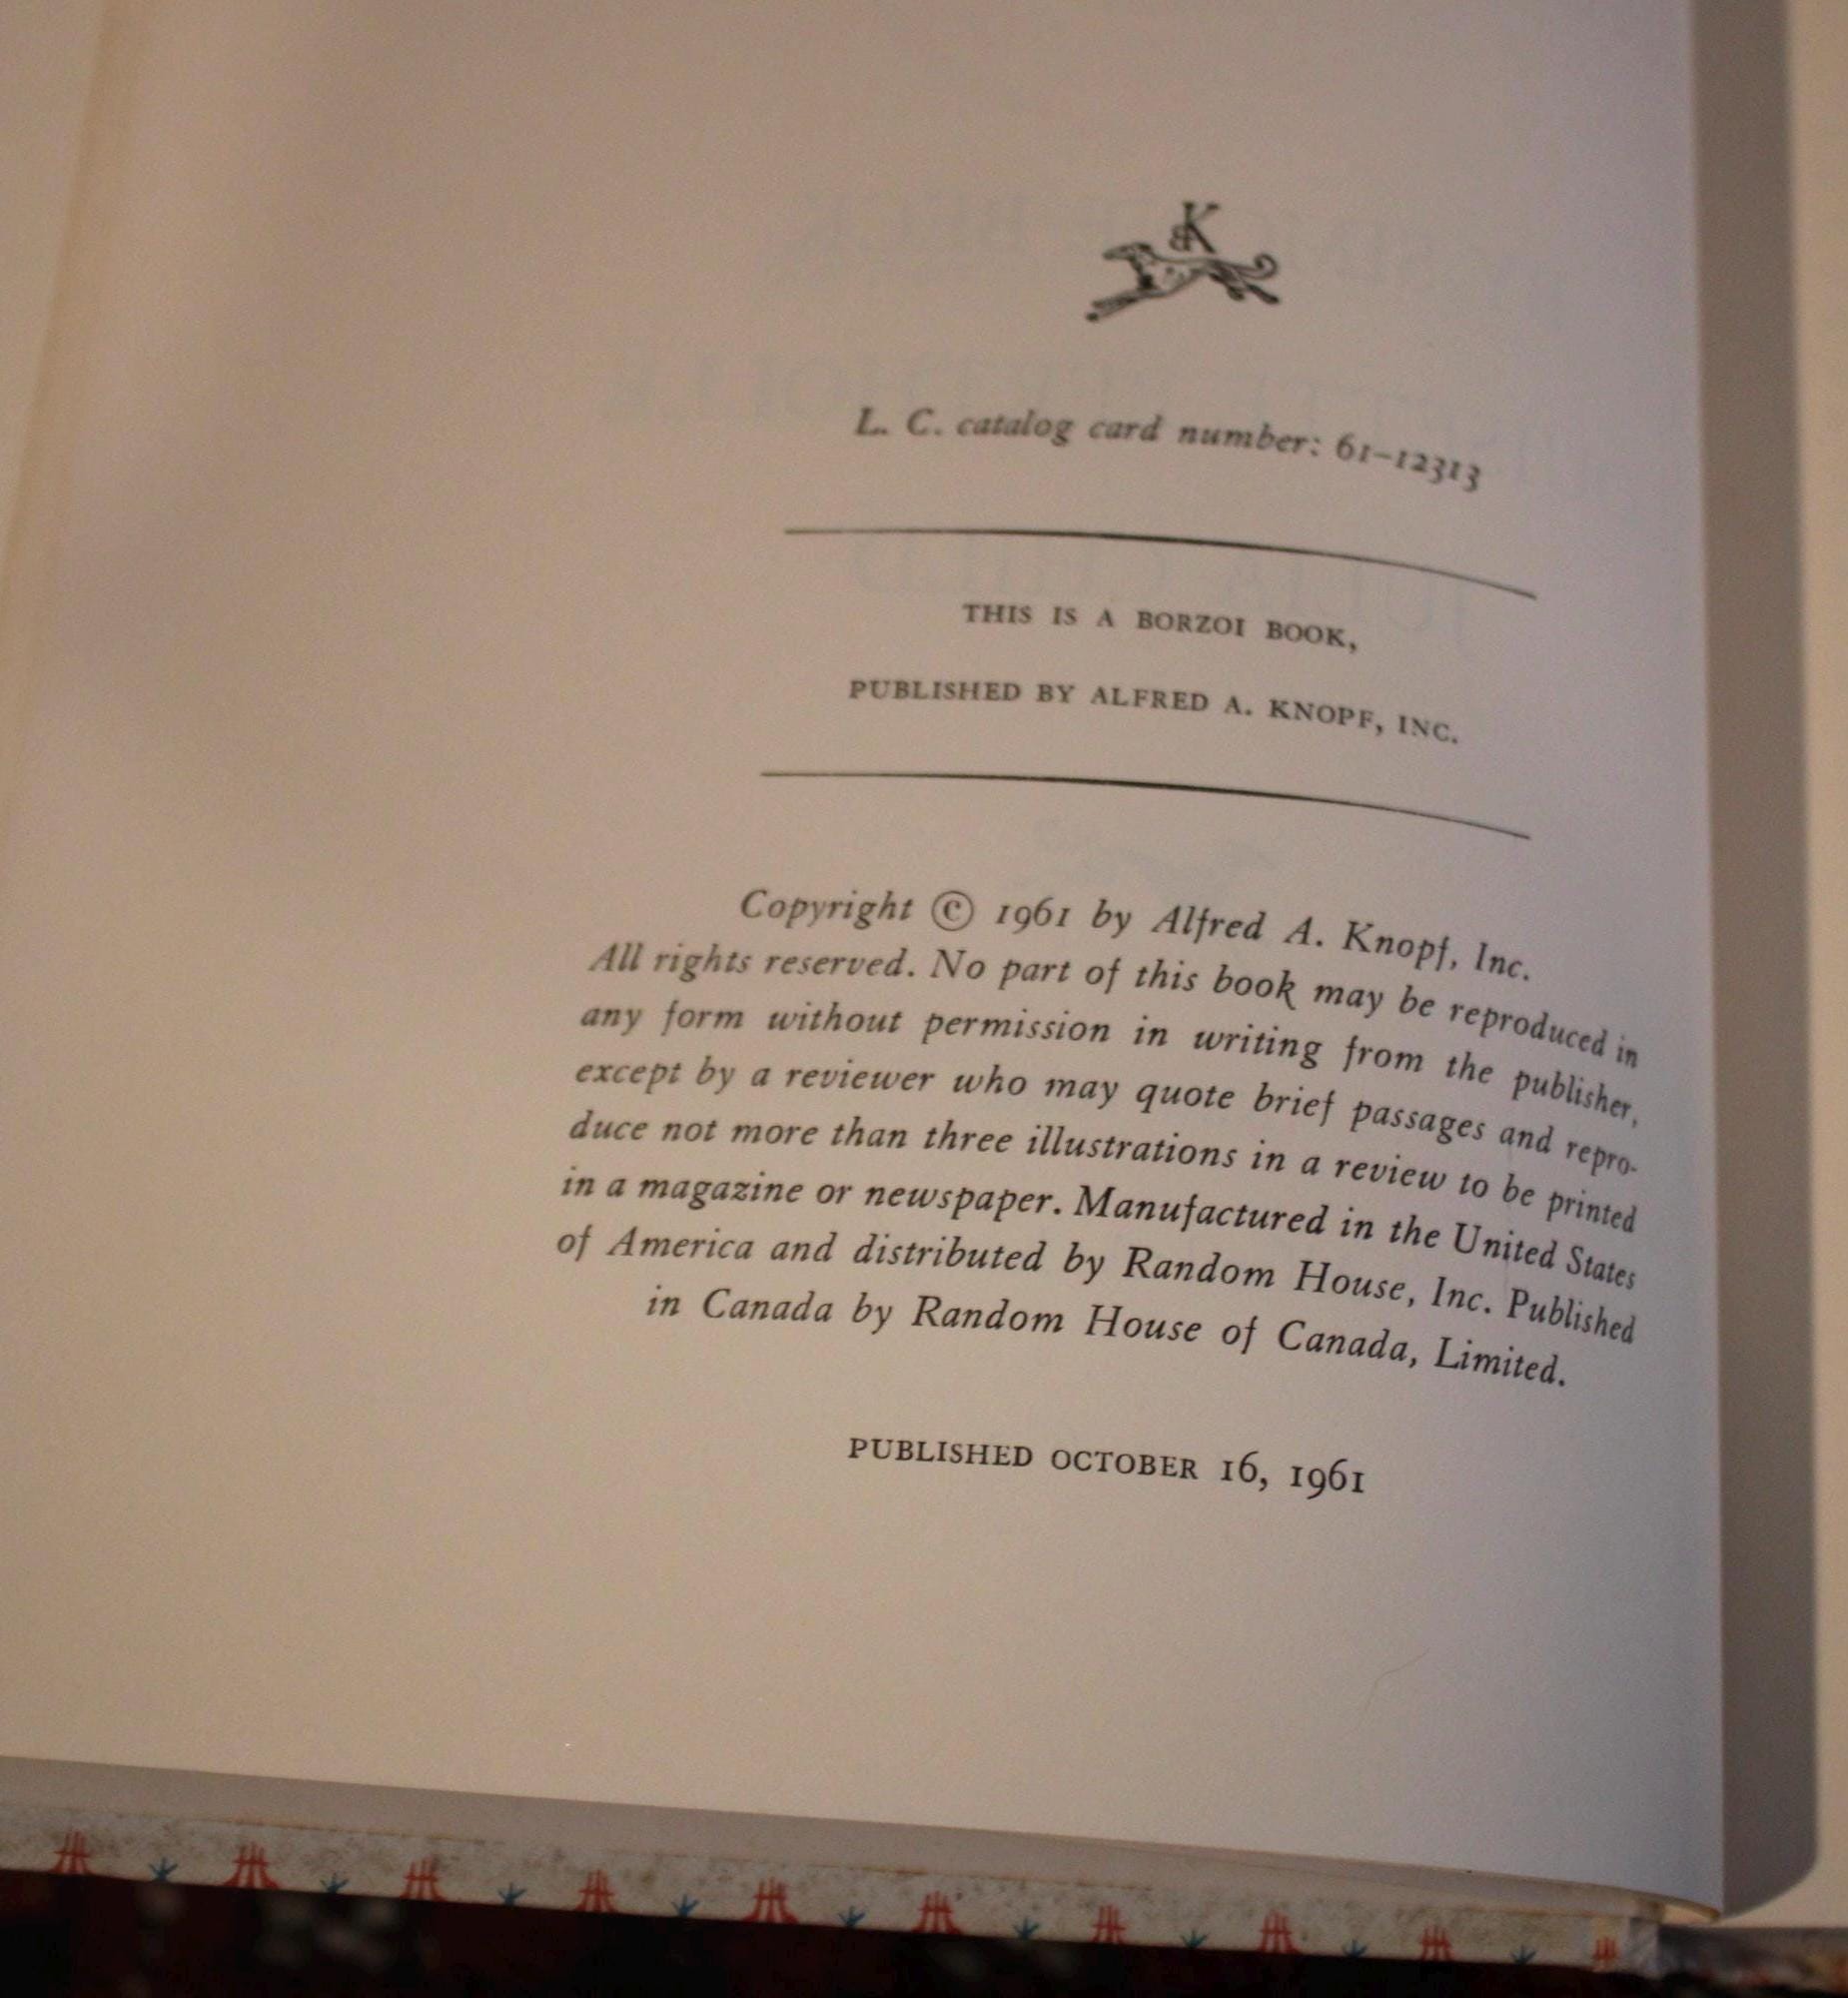 BK
L. C. catalog card number: 61–12313
THIS IS A BORZOI BOOK,
PUBLISHED BY ALFRED A. KNOPF, INC.
Copyright © 1961 by Alfred A. Knopf, Inc.
All rights reserved. No part of this book may be reproduced in
any form without permission in writing from the publisher,
except by a reviewer who may quote brief passages and repro-
duce not more than three illustrations in a review to be printed
in a magazine or newspaper. Manufactured in the United States
of America and distributed by Random House, Inc. Published
in Canada by Random House of Canada, Limited.
PUBLISHED OCTOBER 16, 1961